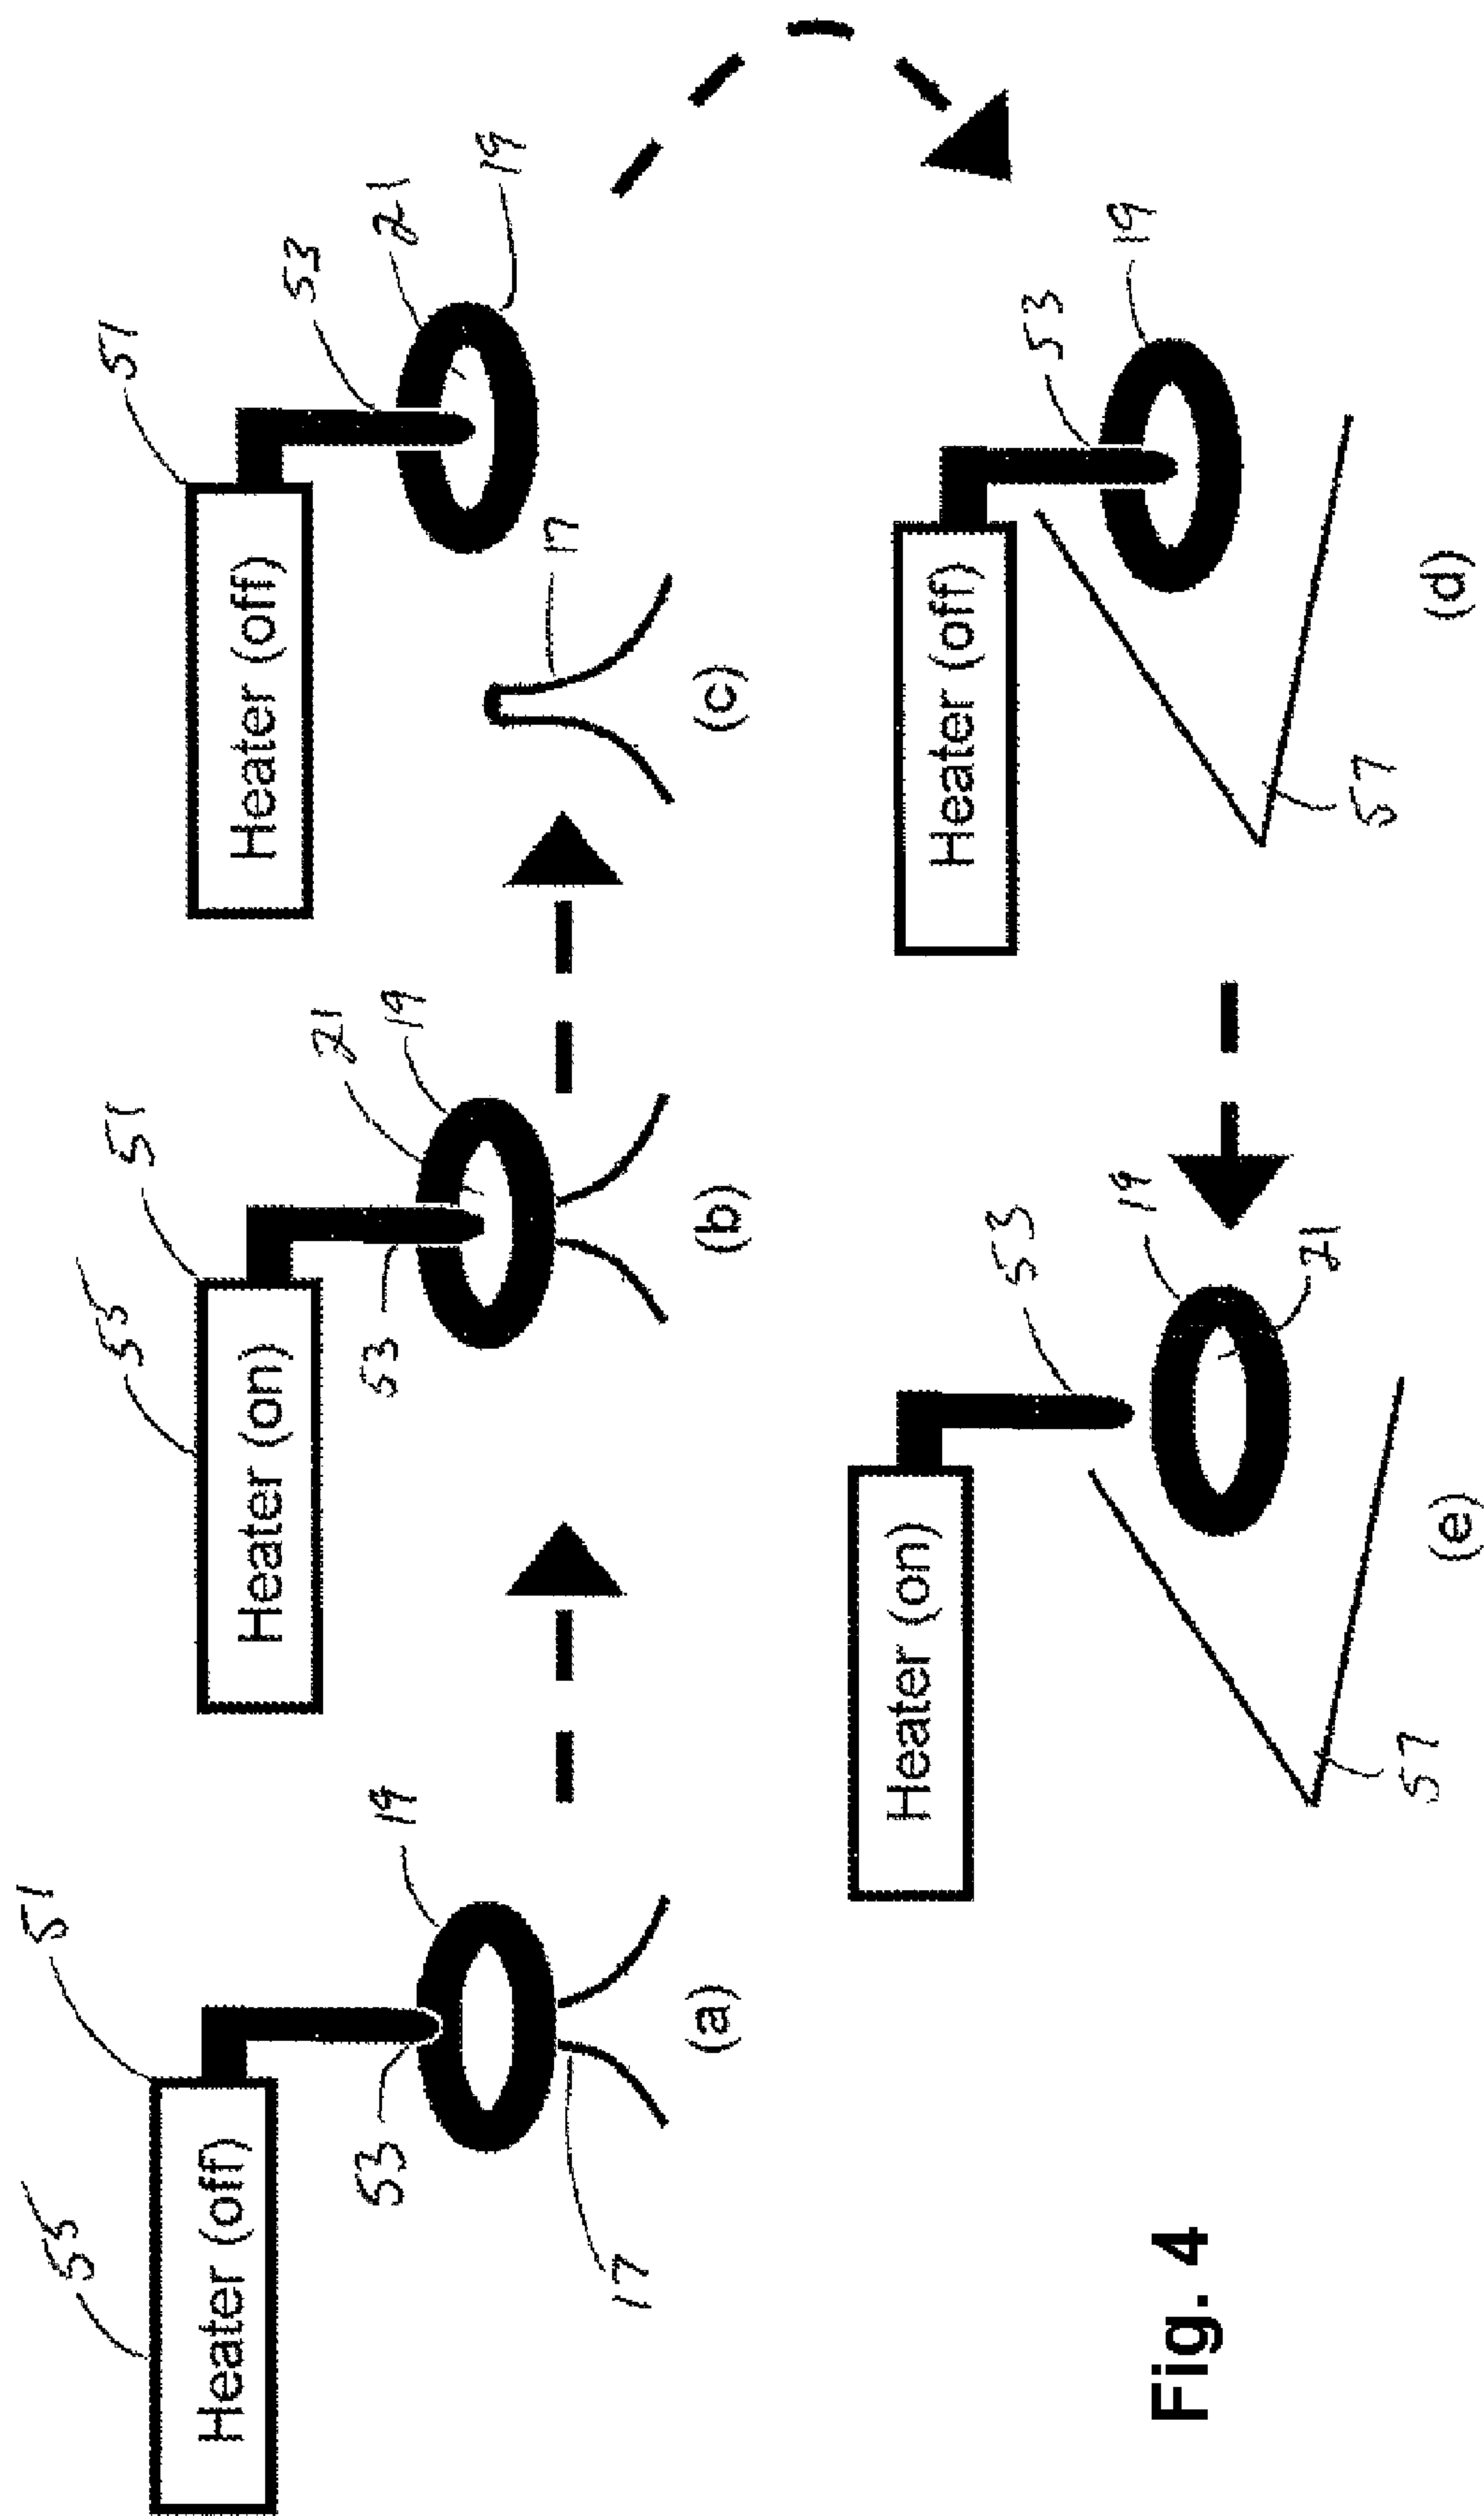 51
55
Heater (off)
53
19
17
(a)
51
55
Heater (on)
53
21
19
(b)
51
Heater (off)
53
21
19
17
(c)
Heater (off)
53
19
57
(d)
Heater (on)
53
19
21
57
(e)
Fig. 4